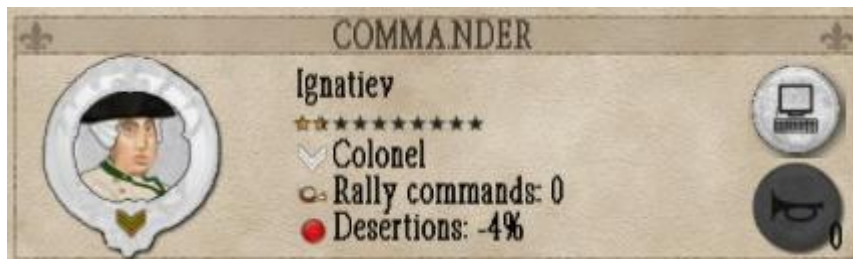 COMMANDER
Ignatiev
Colonel
Rally commands: 0
Desertions: -4%
0